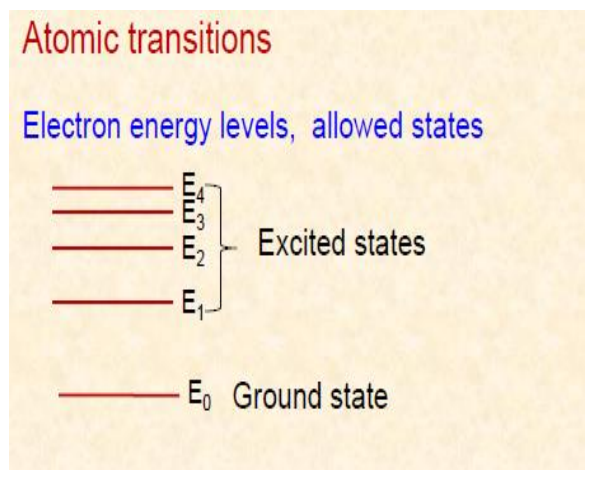 Atomic transitions
Electron energy levels, allowed states
E4
E3
E2
Excited states
E1
E0 Ground state